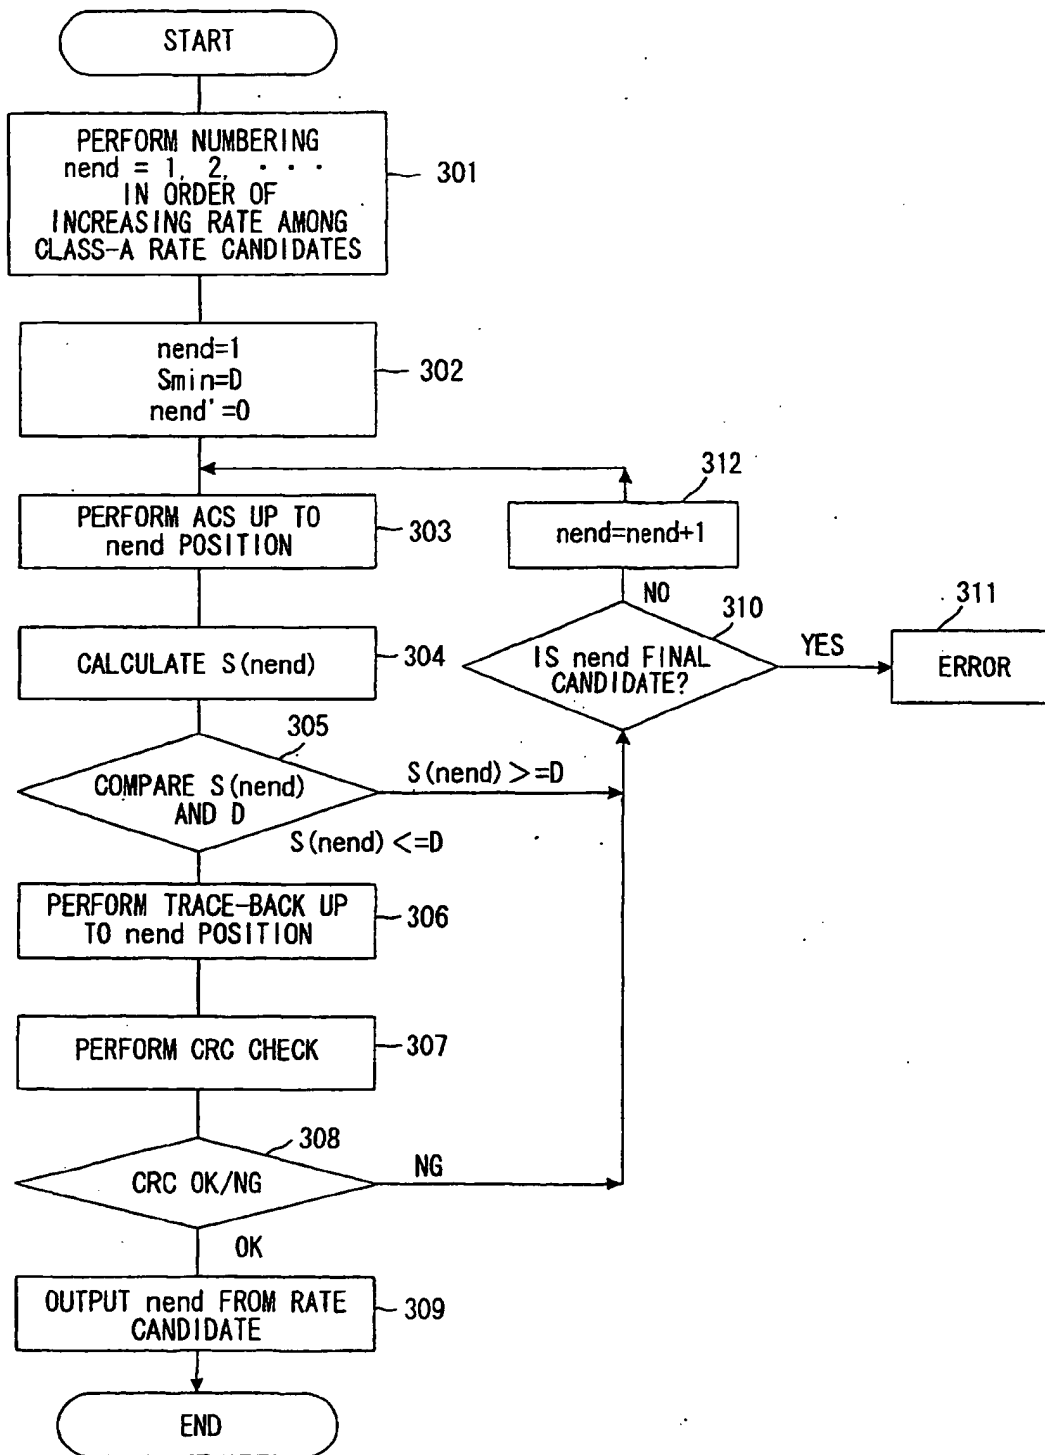 START
PERFORM NUMBERING
nend = 1, 2, · · ·
IN ORDER OF
INCREASING RATE AMONG
CLASS-A RATE CANDIDATES
301
nend=1
Smin=D
nend'=0
302
PERFORM ACS UP TO
nend POSITION
303
312
nend=nend+1
NO
CALCULATE S(nend)
304
310
IS nend FINAL
CANDIDATE?
YES
311
ERROR
305
COMPARE S(nend)
AND D
S(nend)>=D
S(nend)<=D
PERFORM TRACE-BACK UP
TO nend POSITION
306
PERFORM CRC CHECK
307
308
CRC OK/NG
NG
OK
OUTPUT nend FROM RATE
CANDIDATE
309
END